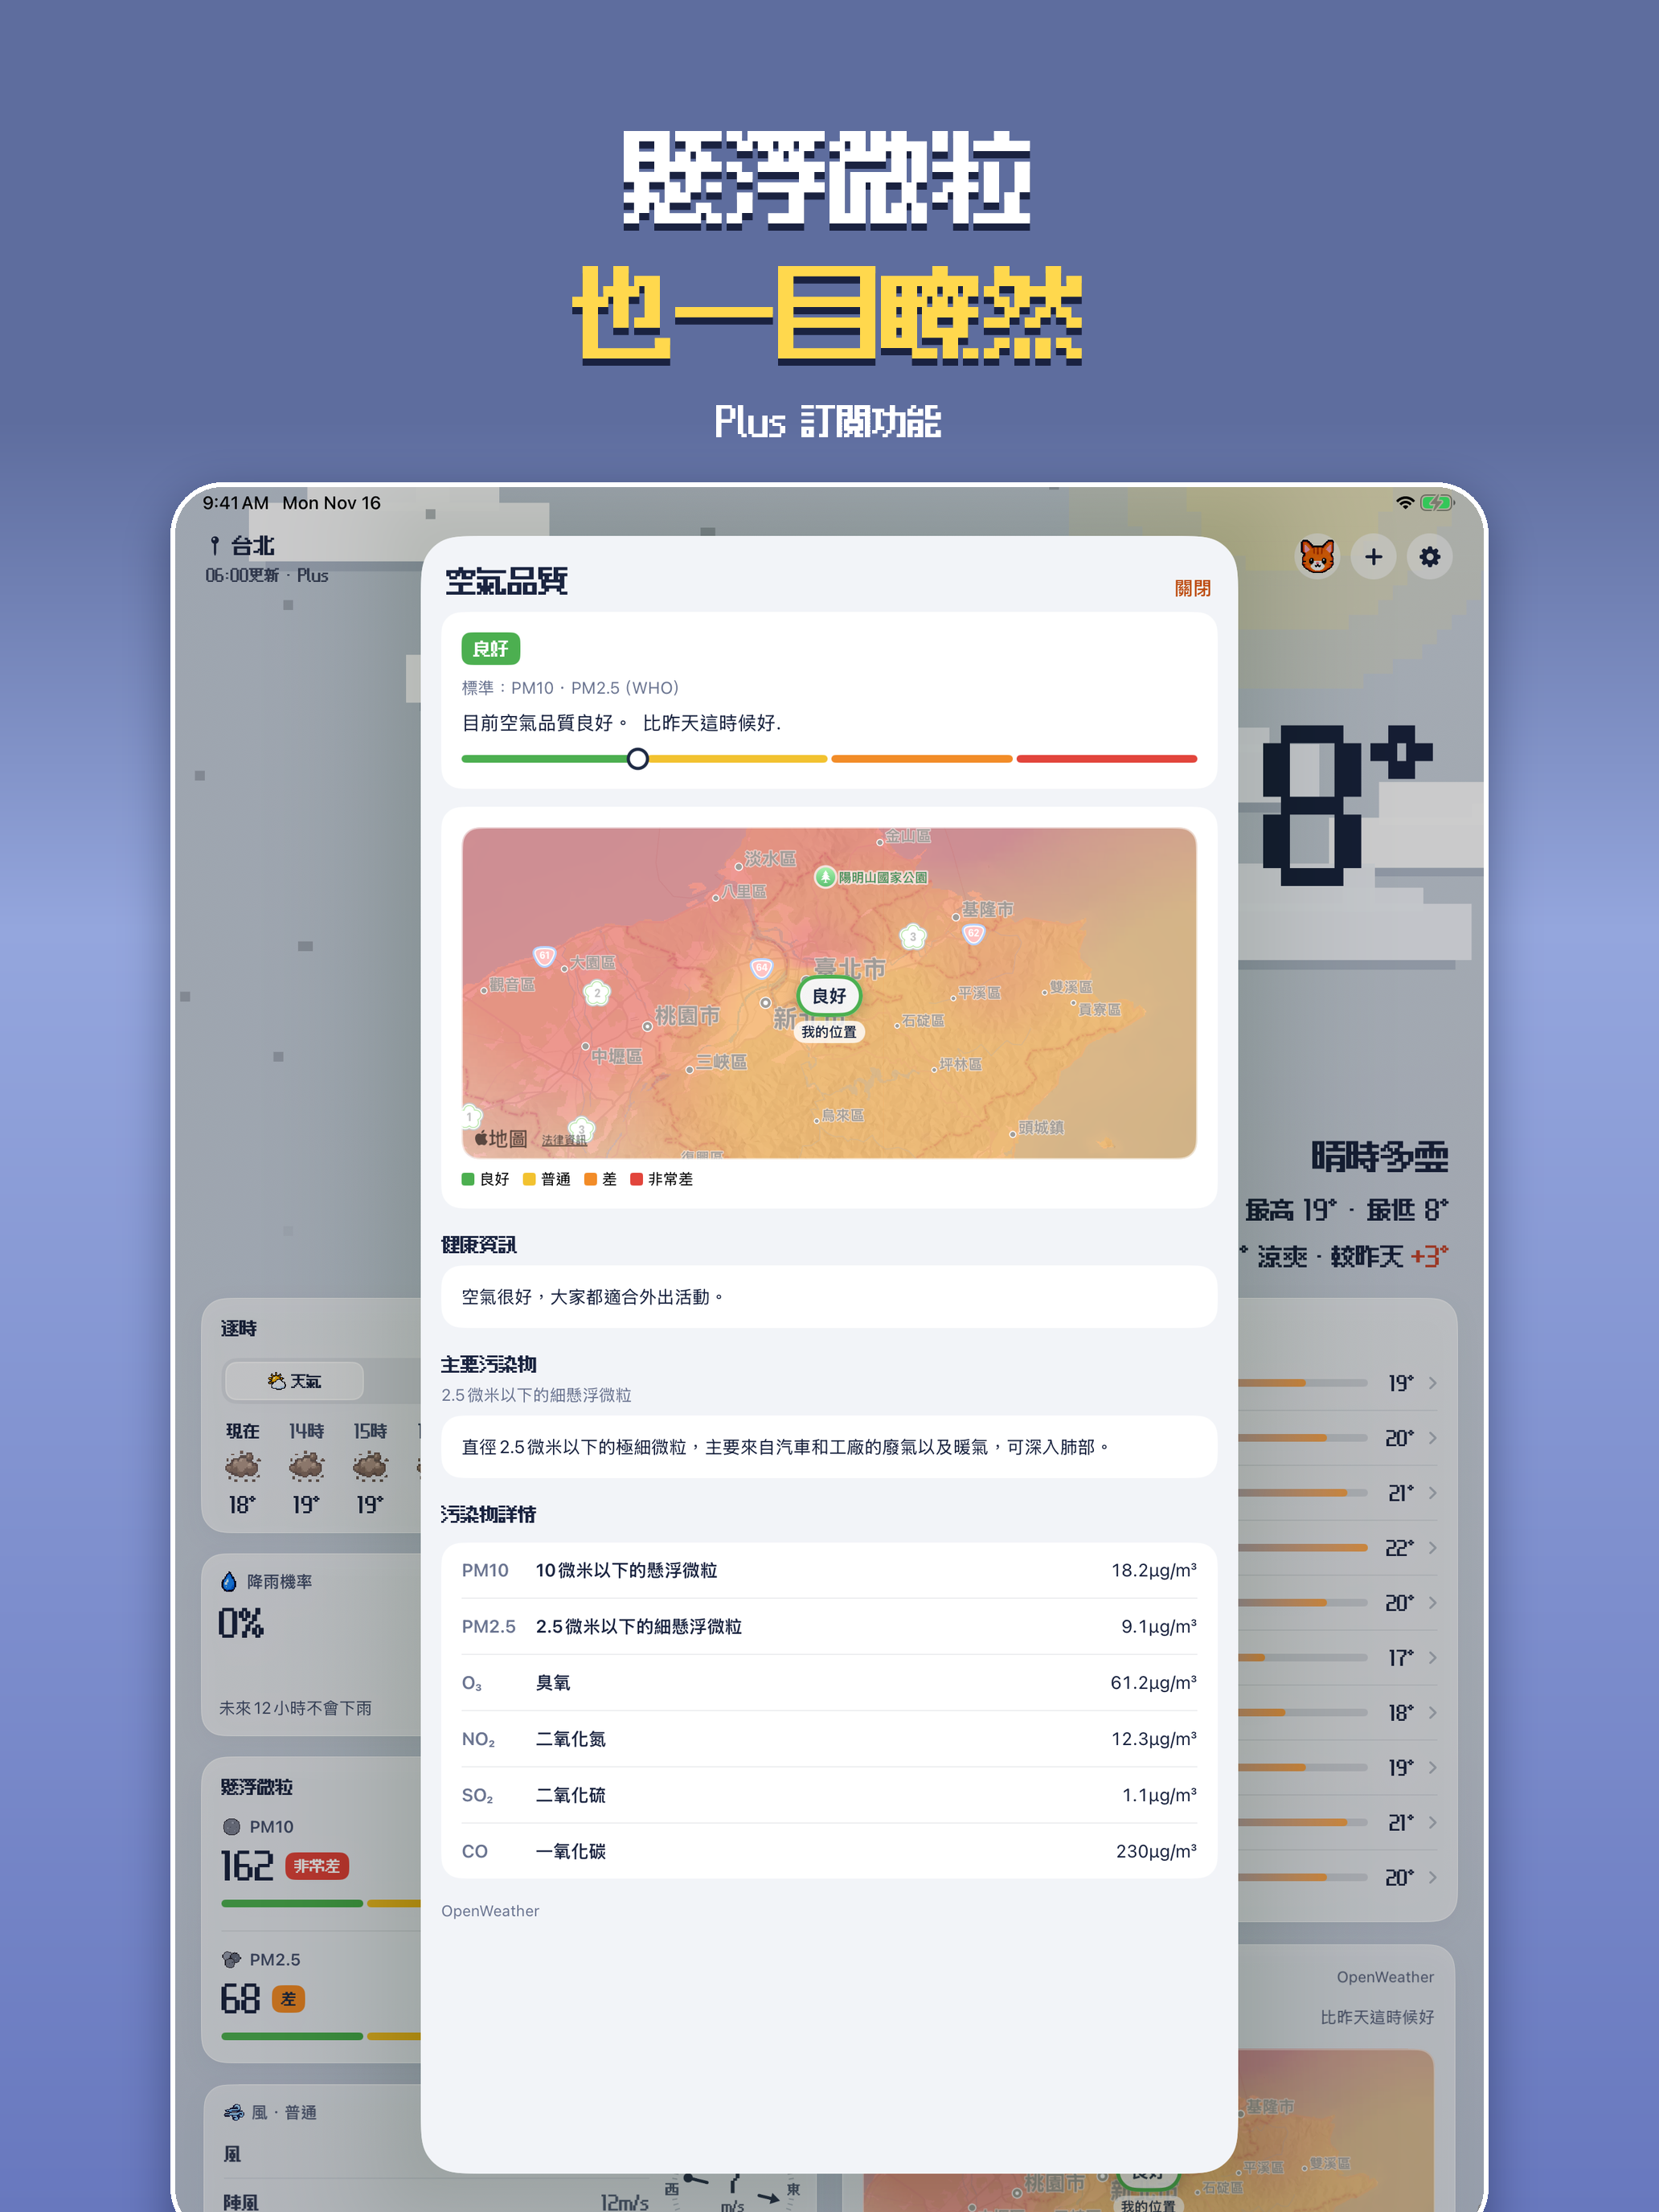 懸浮微粒
也一目瞭然
Plus 訂閱功能
9:41 AM Mon Nov 16
台北
06:00更新 · Plus
空氣品質
關閉
良好
標準：PM10 · PM2.5 (WHO)
目前空氣品質良好。 比昨天這時候好.
8°
金山區
淡水區
陽明山國家公園
八里區
基隆市
3
62
61
大園區
64
臺北市
觀音區
2
良好
平溪區
雙溪區
貢寮區
桃園市
我的位置
石碇區
中壢區
三峽區
坪林區
1
3
烏來區
頭城鎮
地圖 法律資訊
良好 普通 差 非常差
晴時多雲
最高 19° · 最低 8°
° 涼爽 · 較昨天 +3°
健康資訊
空氣很好，大家都適合外出活動。
主要污染物
2.5 微米以下的細懸浮微粒
直徑 2.5 微米以下的極細微粒，主要來自汽車和工廠的廢氣以及暖氣，可深入肺部。
污染物詳情
PM10 10 微米以下的懸浮微粒 18.2μg/m³
PM2.5 2.5 微米以下的細懸浮微粒 9.1μg/m³
O₃ 臭氧 61.2μg/m³
NO₂ 二氧化氮 12.3μg/m³
SO₂ 二氧化硫 1.1μg/m³
CO 一氧化碳 230μg/m³
OpenWeather
逐時
天氣
現在 14時 15時
18° 19° 19°
降雨機率
0%
未來 12 小時不會下雨
懸浮微粒
PM10
162 非常差
PM2.5
68 差
風 · 普通
風
陣風 12m/s
西 東
m/s
19°
20°
21°
22°
20°
17°
18°
19°
21°
20°
OpenWeather
比昨天這時候好
基隆市
平溪區
雙溪區
桃園市
石碇區
我的位置